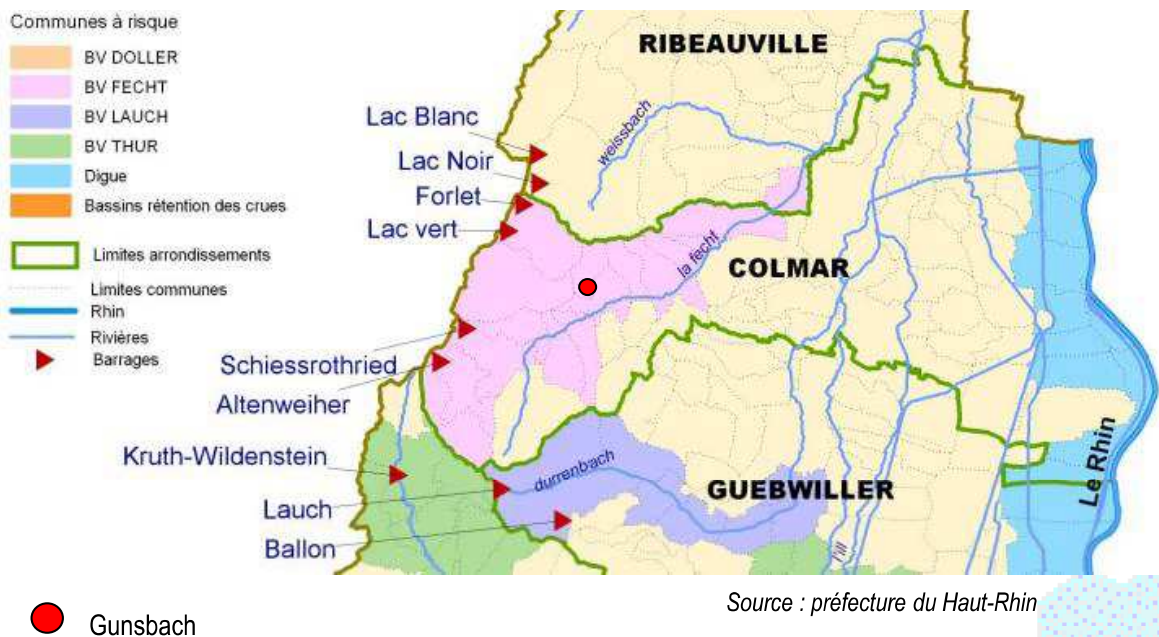 Communes à risque
BV DOLLER
BV FECHT
BV LAUCH
BV THUR
Digue
Bassins rétention des crues
Limites arrondissements
Limites communes
Rhin
Rivières
Barrages
RIBEAUVILLE
weissbach
Lac Blanc
Lac Noir
Forlet
Lac vert
la fecht
COLMAR
Schiessrothried
Altenweiher
Kruth-Wildenstein
durrenbach
GUEBWILLER
Le Rhin
Lauch
Ballon
l'ill
Source : préfecture du Haut-Rhin
Gunsbach